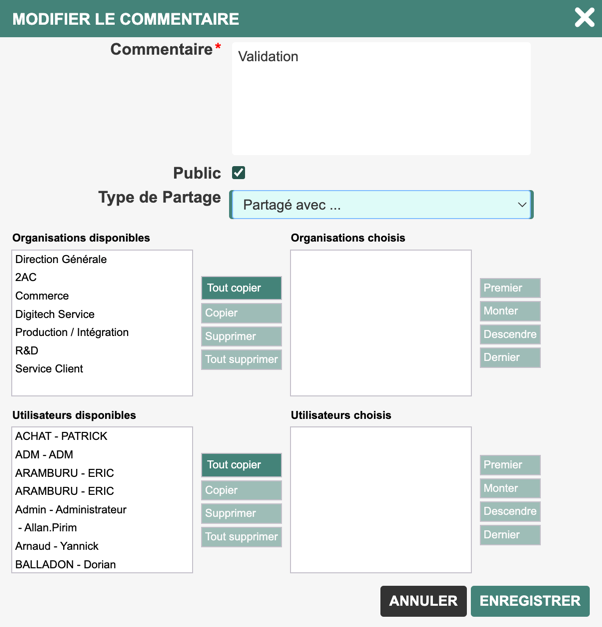 MODIFIER LE COMMENTAIRE
Commentaire*
Validation
Public
Type de Partage
Partagé avec ...
Organisations disponibles
Direction Générale
2AC
Commerce
Digitech Service
Production / Intégration
R&D
Service Client
Tout copier
Copier
Supprimer
Tout supprimer
Organisations choisis
Premier
Monter
Descendre
Dernier
Utilisateurs disponibles
ACHAT - PATRICK
ADM - ADM
ARAMBURU - ERIC
ARAMBURU - ERIC
Admin - Administrateur
- Allan.Pirim
Arnaud - Yannick
BALLADON - Dorian
Tout copier
Copier
Supprimer
Tout supprimer
Utilisateurs choisis
Premier
Monter
Descendre
Dernier
ANNULER
ENREGISTRER